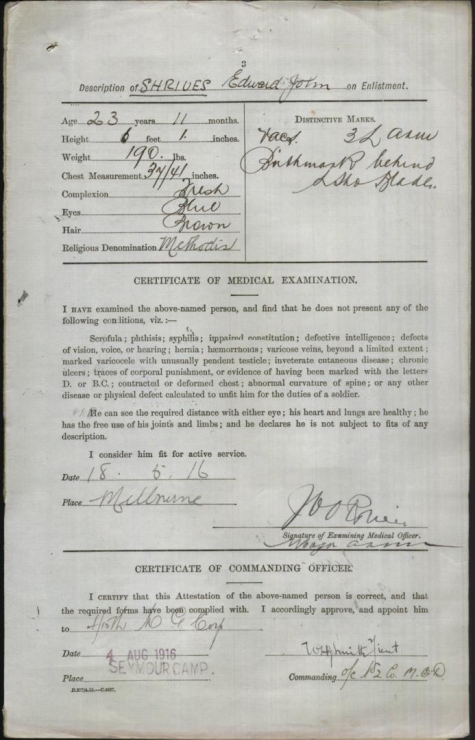 3
Description of SHRIVES Edward John on Enlistment.
Age 23 years 11 months.
Height 6 feet 1 inches.
Weight 190 lbs.
Chest Measurement 37/41 inches.
Complexion Fresh
Eyes Blue
Hair Brown
Religious Denomination Methodist
DISTINCTIVE MARKS.
Vacc. 3 L arm
Birthmark behind
L Sho Blade.
CERTIFICATE OF MEDICAL EXAMINATION.
I HAVE examined the above-named person, and find that he does not present any of the
following conditions, viz. :—
Scrofula; phthisis; syphilis; impaired constitution; defective intelligence; defects
of vision, voice, or hearing; hernia; hæmorrhoids; varicose veins, beyond a limited extent;
marked varicocele with unusually pendent testicle; inveterate cutaneous disease; chronic
ulcers; traces of corporal punishment, or evidence of having been marked with the letters
D. or B.C.; contracted or deformed chest; abnormal curvature of spine; or any other
disease or physical defect calculated to unfit him for the duties of a soldier.
He can see the required distance with either eye; his heart and lungs are healthy; he
has the free use of his joints and limbs; and he declares he is not subject to fits of any
description.
I consider him fit for active service.
Date 18. 5. 16
Place Melbourne
Signature of Examining Medical Officer.
Major
CERTIFICATE OF COMMANDING OFFICER.
I CERTIFY that this Attestation of the above-named person is correct, and that
the required forms have been complied with. I accordingly approve, and appoint him
to M G Corp
Date 4 AUG 1916
SEYMOUR CAMP.
Place
Lieut
Commanding o/c